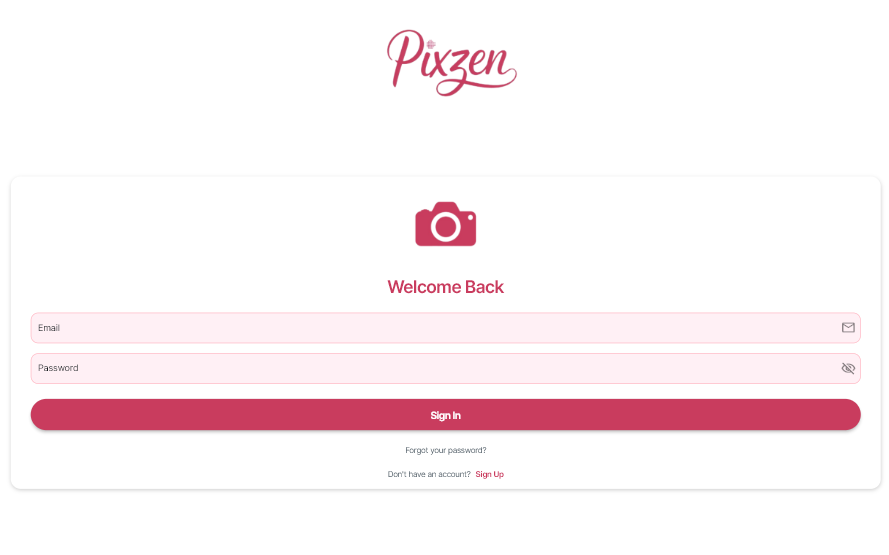 Pixzen
Welcome Back
Email
Password
Sign In
Forgot your password?
Don't have an account? Sign Up